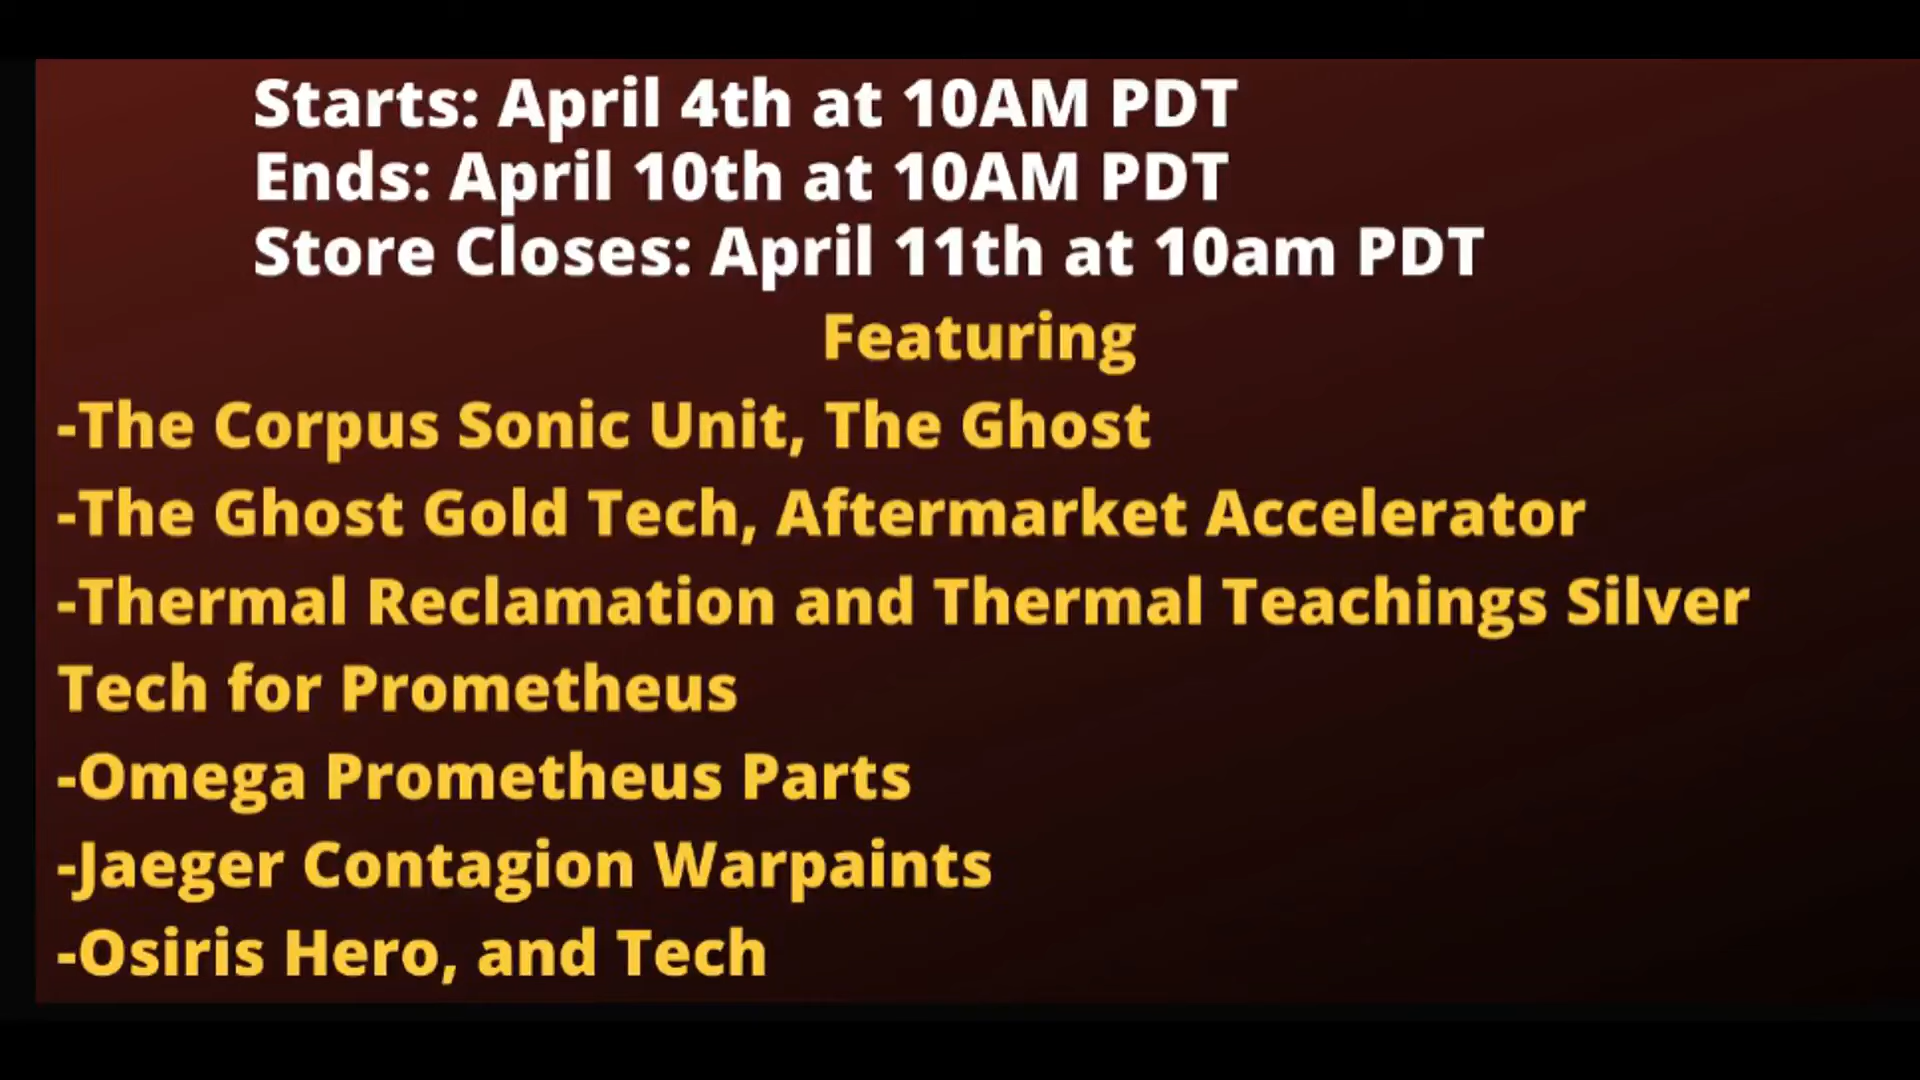 Starts: April 4th at 10AM PDT
Ends: April 10th at 10AM PDT
Store Closes: April 11th at 10am PDT
Featuring
-The Corpus Sonic Unit, The Ghost
-The Ghost Gold Tech, Aftermarket Accelerator
-Thermal Reclamation and Thermal Teachings Silver
Tech for Prometheus
-Omega Prometheus Parts
-Jaeger Contagion Warpaints
-Osiris Hero, and Tech